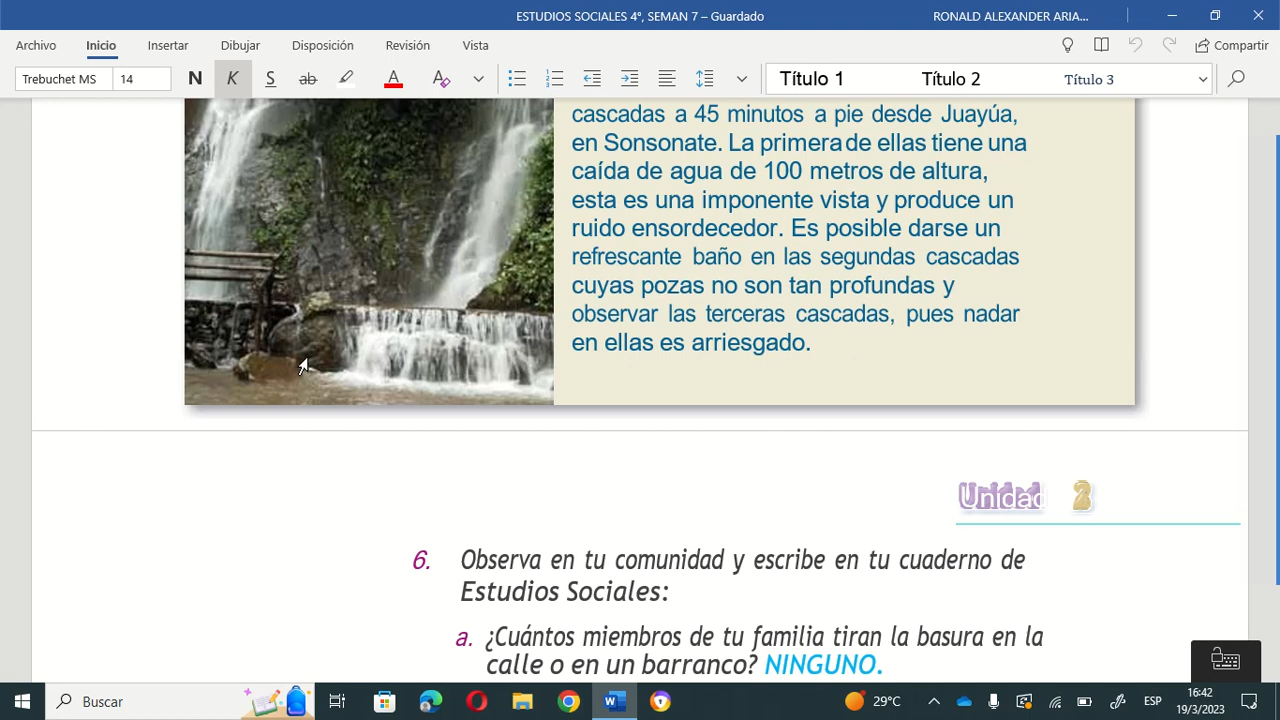 ESTUDIOS SOCIALES 4º, SEMAN 7 – Guardado
RONALD ALEXANDER ARIA...
Archivo Inicio Insertar Dibujar Disposición Revisión Vista
Compartir
Trebuchet MS 14 N K S ab A A Título 1 Título 2 Título 3
cascadas a 45 minutos a pie desde Juayúa,
en Sonsonate. La primera de ellas tiene una
caída de agua de 100 metros de altura,
esta es una imponente vista y produce un
ruido ensordecedor. Es posible darse un
refrescante baño en las segundas cascadas
cuyas pozas no son tan profundas y
observar las terceras cascadas, pues nadar
en ellas es arriesgado.
Unidad 2
6. Observa en tu comunidad y escribe en tu cuaderno de
Estudios Sociales:
a. ¿Cuántos miembros de tu familia tiran la basura en la
calle o en un barranco? NINGUNO.
Buscar
29°C
ESP
16:42
19/3/2023